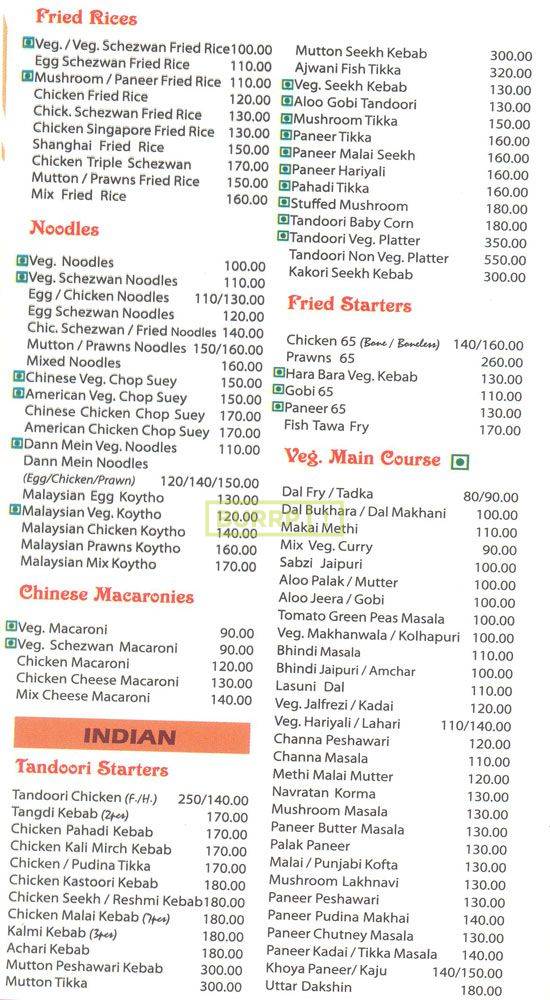 Fried Rices
Veg. / Veg. Schezwan Fried Rice 100.00
Egg Schezwan Fried Rice 110.00
Mushroom / Paneer Fried Rice 110.00
Chicken Fried Rice 120.00
Chick. Schezwan Fried Rice 130.00
Chicken Singapore Fried Rice 130.00
Shanghai Fried Rice 150.00
Chicken Triple Schezwan 170.00
Mutton / Prawns Fried Rice 150.00
Mix Fried Rice 160.00
Noodles
Veg. Noodles 100.00
Veg. Schezwan Noodles 110.00
Egg / Chicken Noodles 110/130.00
Egg Schezwan Noodles 120.00
Chic. Schezwan / Fried Noodles 140.00
Mutton / Prawns Noodles 150/160.00
Mixed Noodles 160.00
Chinese Veg. Chop Suey 150.00
American Veg. Chop Suey 150.00
Chinese Chicken Chop Suey 170.00
American Chicken Chop Suey 170.00
Dann Mein Veg. Noodles 110.00
Dann Mein Noodles
(Egg/Chicken/Prawn) 120/140/150.00
Malaysian Egg Koytho 130.00
Malaysian Veg. Koytho 120.00
Malaysian Chicken Koytho 140.00
Malaysian Prawns Koytho 160.00
Malaysian Mix Koytho 170.00
Chinese Macaronies
Veg. Macaroni 90.00
Veg. Schezwan Macaroni 90.00
Chicken Macaroni 120.00
Chicken Cheese Macaroni 130.00
Mix Cheese Macaroni 140.00
INDIAN
Tandoori Starters
Tandoori Chicken (F./H.) 250/140.00
Tangdi Kebab (2pcs) 170.00
Chicken Pahadi Kebab 170.00
Chicken Kali Mirch Kebab 170.00
Chicken / Pudina Tikka 170.00
Chicken Kastoori Kebab 180.00
Chicken Seekh / Reshmi Kebab 180.00
Chicken Malai Kebab (7pcs) 180.00
Kalmi Kebab (3pcs) 180.00
Achari Kebab 180.00
Mutton Peshawari Kebab 300.00
Mutton Tikka 300.00
Mutton Seekh Kebab 300.00
Ajwani Fish Tikka 320.00
Veg. Seekh Kebab 130.00
Aloo Gobi Tandoori 130.00
Mushroom Tikka 150.00
Paneer Tikka 160.00
Paneer Malai Seekh 160.00
Paneer Hariyali 160.00
Pahadi Tikka 160.00
Stuffed Mushroom 180.00
Tandoori Baby Corn 180.00
Tandoori Veg. Platter 350.00
Tandoori Non Veg. Platter 550.00
Kakori Seekh Kebab 300.00
Fried Starters
Chicken 65 (Bone / Boneless) 140/160.00
Prawns 65 260.00
Hara Bara Veg. Kebab 130.00
Gobi 65 110.00
Paneer 65 130.00
Fish Tawa Fry 170.00
Veg. Main Course
Dal Fry / Tadka 80/90.00
Dal Bukhara / Dal Makhani 100.00
Makai Methi 110.00
Mix Veg. Curry 90.00
Sabzi Jaipuri 100.00
Aloo Palak / Mutter 100.00
Aloo Jeera / Gobi 100.00
Tomato Green Peas Masala 100.00
Veg. Makhanwala / Kolhapuri 100.00
Bhindi Masala 110.00
Bhindi Jaipuri / Amchar 100.00
Lasuni Dal 110.00
Veg. Jalfrezi / Kadai 120.00
Veg. Hariyali / Lahari 110/140.00
Channa Peshawari 120.00
Channa Masala 110.00
Methi Malai Mutter 120.00
Navratan Korma 130.00
Mushroom Masala 130.00
Paneer Butter Masala 130.00
Palak Paneer 130.00
Malai / Punjabi Kofta 130.00
Mushroom Lakhnavi 130.00
Paneer Peshawari 130.00
Paneer Pudina Makhai 140.00
Paneer Chutney Masala 130.00
Paneer Kadai / Tikka Masala 140.00
Khoya Paneer / Kaju 140/150.00
Uttar Dakshin 180.00